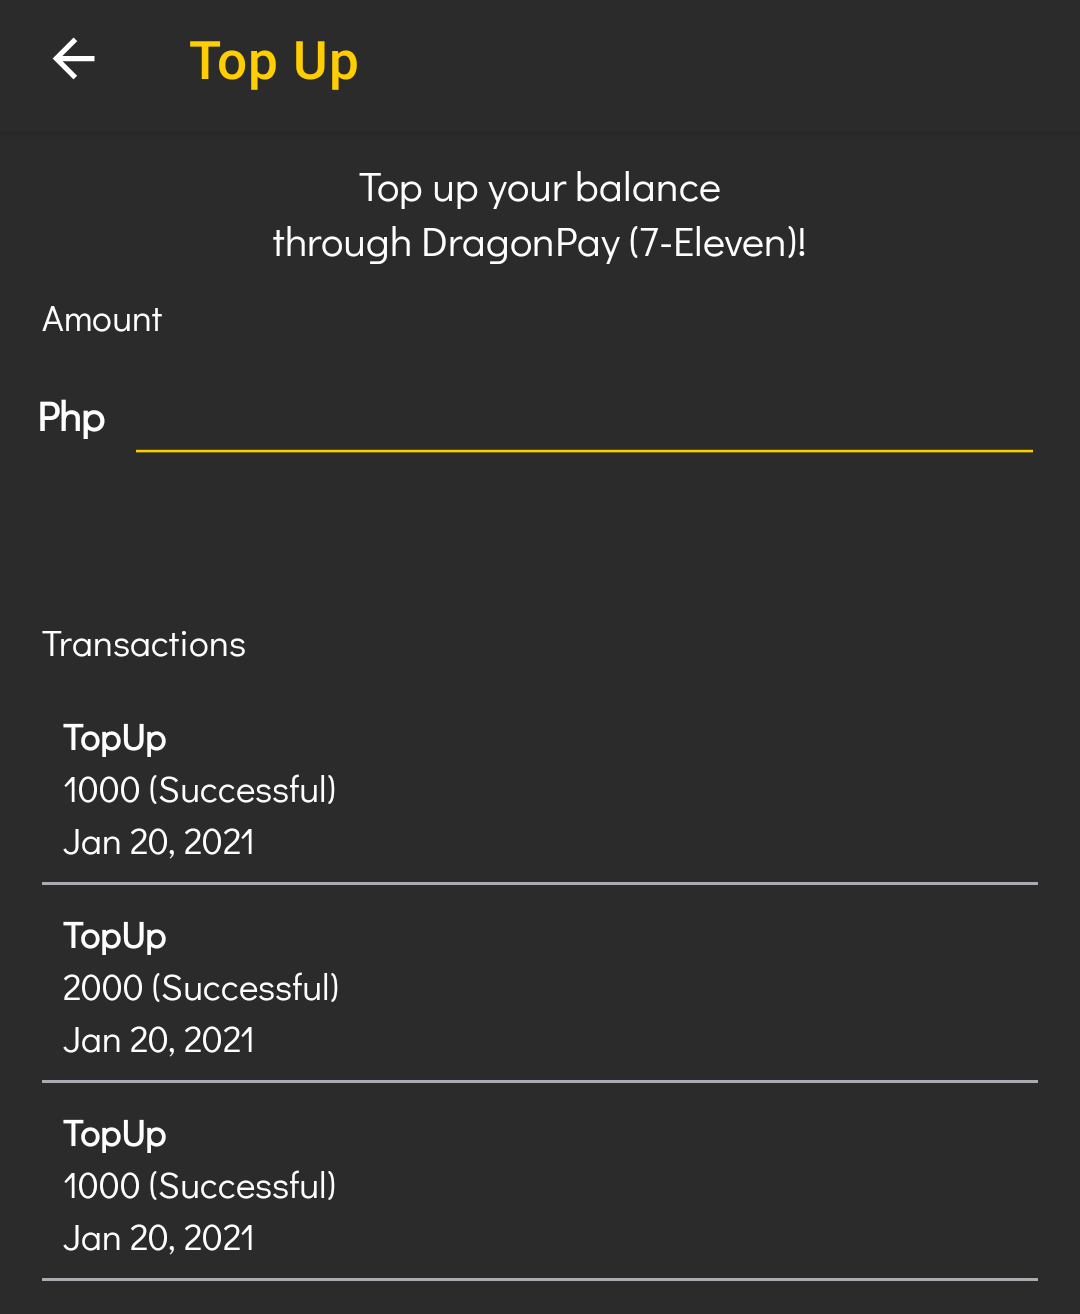 Top Up
Top up your balance
through DragonPay (7-Eleven)!
Amount
Php
Transactions
TopUp
1000 (Successful)
Jan 20, 2021
TopUp
2000 (Successful)
Jan 20, 2021
TopUp
1000 (Successful)
Jan 20, 2021